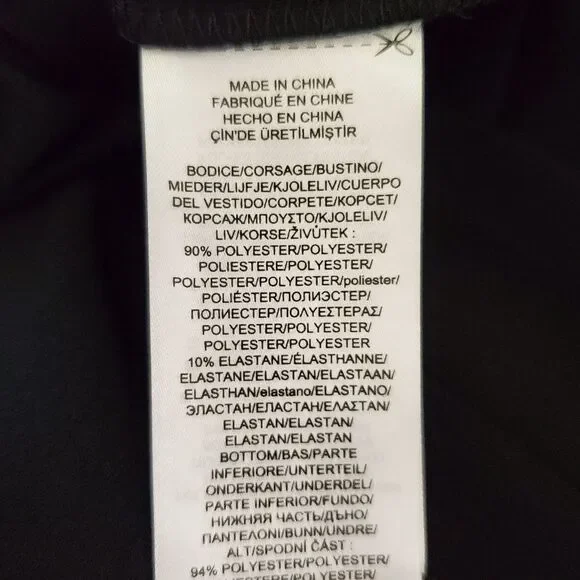 MADE IN CHINA
FABRIQUÉ EN CHINE
HECHO EN CHINA
ÇİN'DE ÜRETİLMİŞTİR
BODICE/CORSAGE/BUSTINO/
MIEDER/LIJFJE/KJOLELIV/CUERPO
DEL VESTIDO/CORPETE/КОРСЕТ/
КОРСАЖ/ΜΠΟΥΣΤΟ/KJOLELIV/
LIV/KORSE/ŽIVŮTEK :
90% POLYESTER/POLYESTER/
POLIESTERE/POLYESTER/
POLYESTER/POLYESTER/poliester/
POLIÉSTER/ПОЛИЭСТЕР/
ПОЛИЕСТЕР/ΠΟΛΥΕΣΤΕΡΑΣ/
POLYESTER/POLYESTER/
POLYESTER/POLYESTER
10% ELASTANE/ÉLASTHANNE/
ELASTANE/ELASTAN/ELASTAAN/
ELASTHAN/elastano/ELASTANO/
ЭЛАСТАН/ЕЛАСТАН/ΕΛΑΣΤΑΝ/
ELASTAN/ELASTAN/
ELASTAN/ELASTAN
BOTTOM/BAS/PARTE
INFERIORE/UNTERTEIL/
ONDERKANT/UNDERDEL/
PARTE INFERIOR/FUNDO/
НИЖНЯЯ ЧАСТЬ/ДЪНО/
ΠΑΝΤΕΛΟΝΙ/BUNN/UNDRE/
ALT/SPODNÍ ČÁST :
94% POLYESTER/POLYESTER/